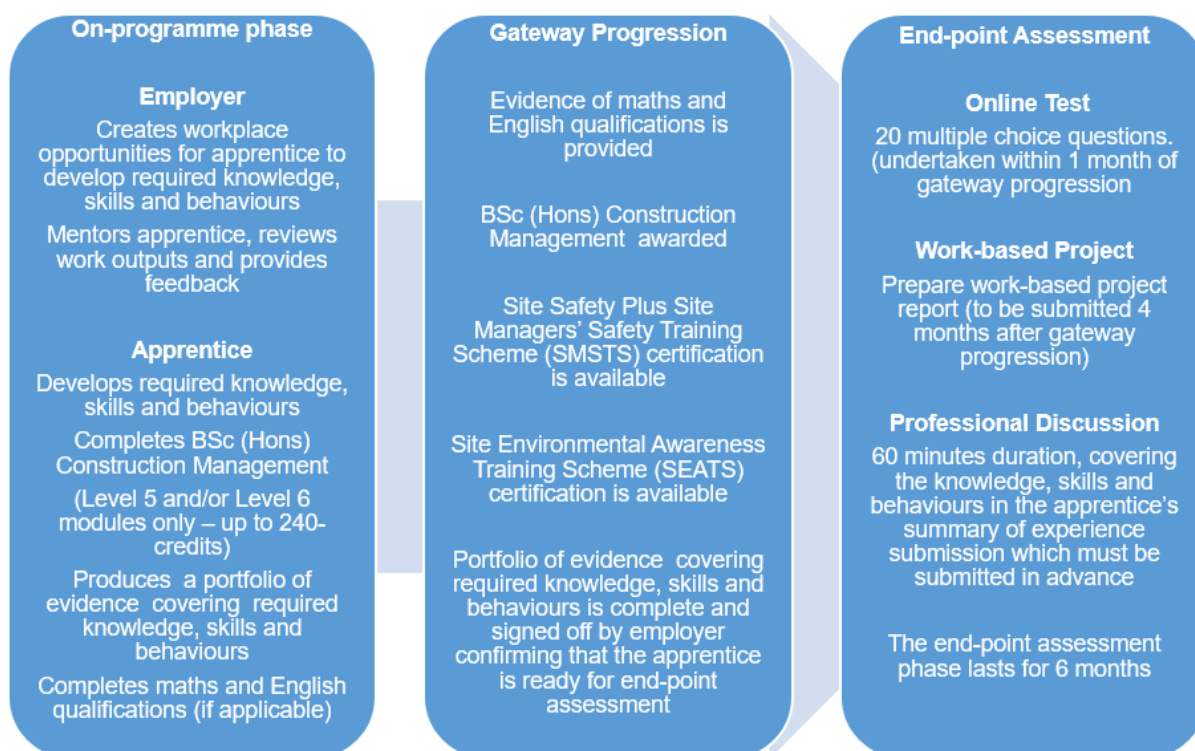 On-programme phase
Employer
Creates workplace
opportunities for apprentice to
develop required knowledge,
skills and behaviours
Mentors apprentice, reviews
work outputs and provides
feedback
Apprentice
Develops required knowledge,
skills and behaviours
Completes BSc (Hons)
Construction Management
(Level 5 and/or Level 6
modules only – up to 240-
credits)
Produces a portfolio of
evidence covering required
knowledge, skills and
behaviours
Completes maths and English
qualifications (if applicable)
Gateway Progression
Evidence of maths and
English qualifications is
provided
BSc (Hons) Construction
Management awarded
Site Safety Plus Site
Managers’ Safety Training
Scheme (SMSTS) certification
is available
Site Environmental Awareness
Training Scheme (SEATS)
certification is available
Portfolio of evidence covering
required knowledge, skills and
behaviours is complete and
signed off by employer
confirming that the apprentice
is ready for end-point
assessment
End-point Assessment
Online Test
20 multiple choice questions.
(undertaken within 1 month of
gateway progression
Work-based Project
Prepare work-based project
report (to be submitted 4
months after gateway
progression)
Professional Discussion
60 minutes duration, covering
the knowledge, skills and
behaviours in the apprentice’s
summary of experience
submission which must be
submitted in advance
The end-point assessment
phase lasts for 6 months